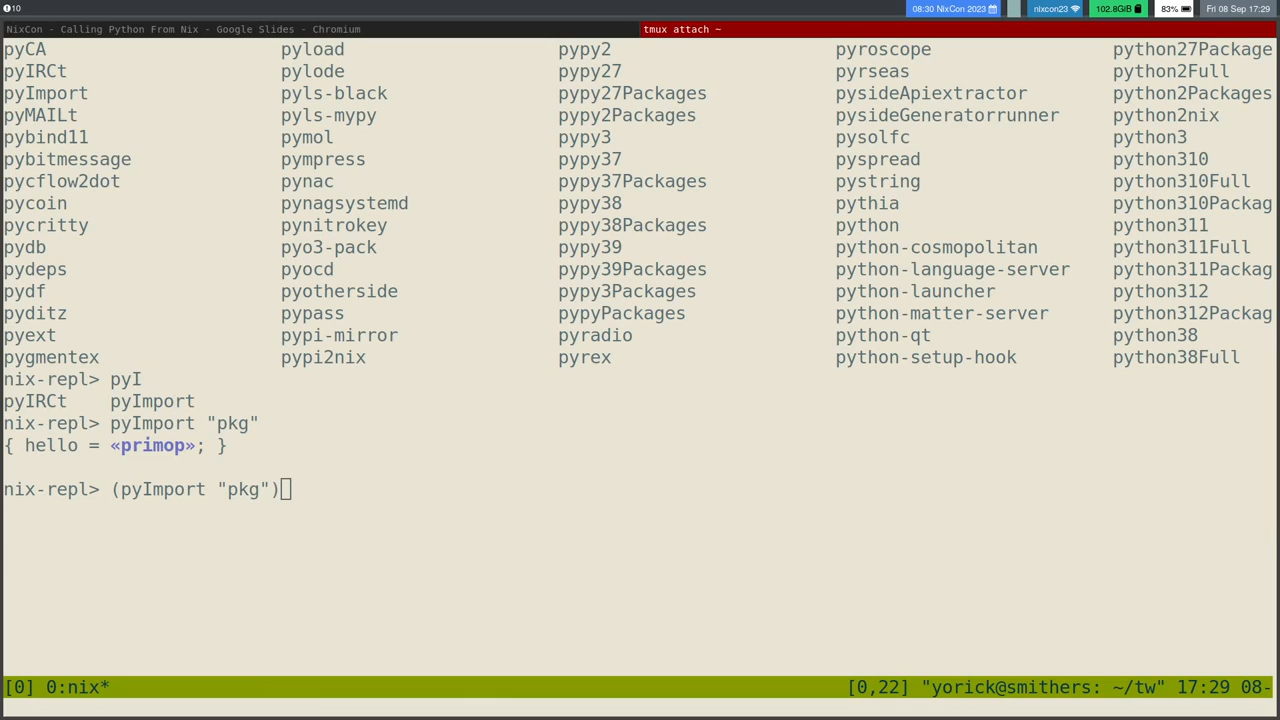 10 08:30 NixCon 2023 nixcon23 102.8GiB 83% Fri 08 Sep 17:29
NixCon - Calling Python From Nix - Google Slides - Chromium tmux attach ~
pyCA pyload pypy2 pyroscope python27Package
pyIRCt pylode pypy27 pyrseas python2Full
pyImport pyls-black pypy27Packages pysideApiextractor python2Packages
pyMAILt pyls-mypy pypy2Packages pysideGeneratorrunner python2nix
pybind11 pymol pypy3 pysolfc python3
pybitmessage pympress pypy37 pyspread python310
pycflow2dot pynac pypy37Packages pystring python310Full
pycoin pynagsystemd pypy38 pythia python310Packag
pycritty pynitrokey pypy38Packages python python311
pydb pyo3-pack pypy39 python-cosmopolitan python311Full
pydeps pyocd pypy39Packages python-language-server python311Packag
pydf pyotherside pypy3Packages python-launcher python312
pyditz pypass pypyPackages python-matter-server python312Packag
pyext pypi-mirror pyradio python-qt python38
pygmentex pypi2nix pyrex python-setup-hook python38Full
nix-repl> pyI
pyIRCt pyImport
nix-repl> pyImport "pkg"
{ hello = «primop»; }
nix-repl> (pyImport "pkg")
[0] 0:nix* [0,22] "yorick@smithers: ~/tw" 17:29 08-